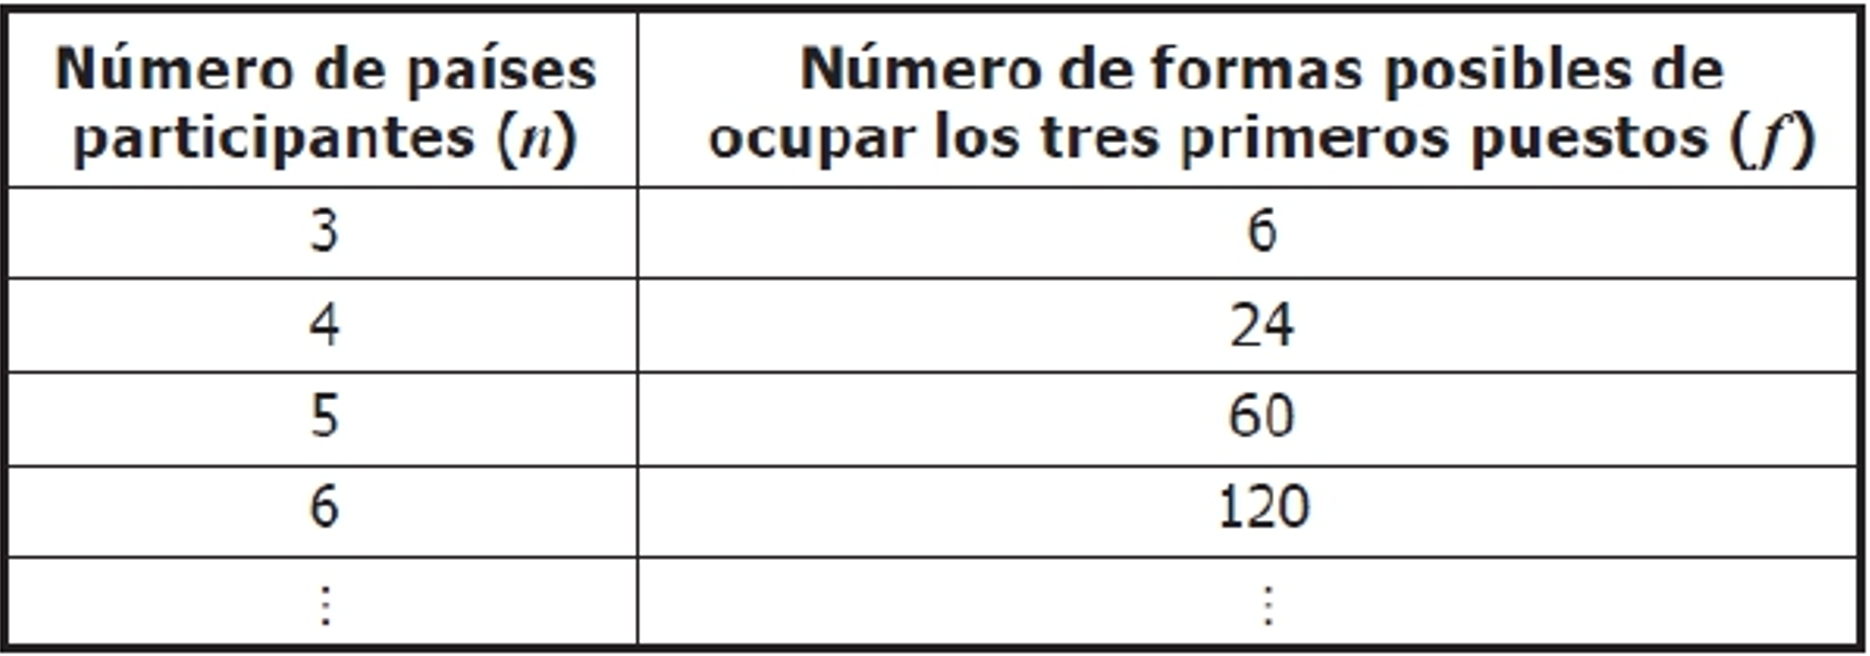 Número de países
participantes (n)
Número de formas posibles de
ocupar los tres primeros puestos (f)
3
6
4
24
5
60
6
120
⋮
⋮